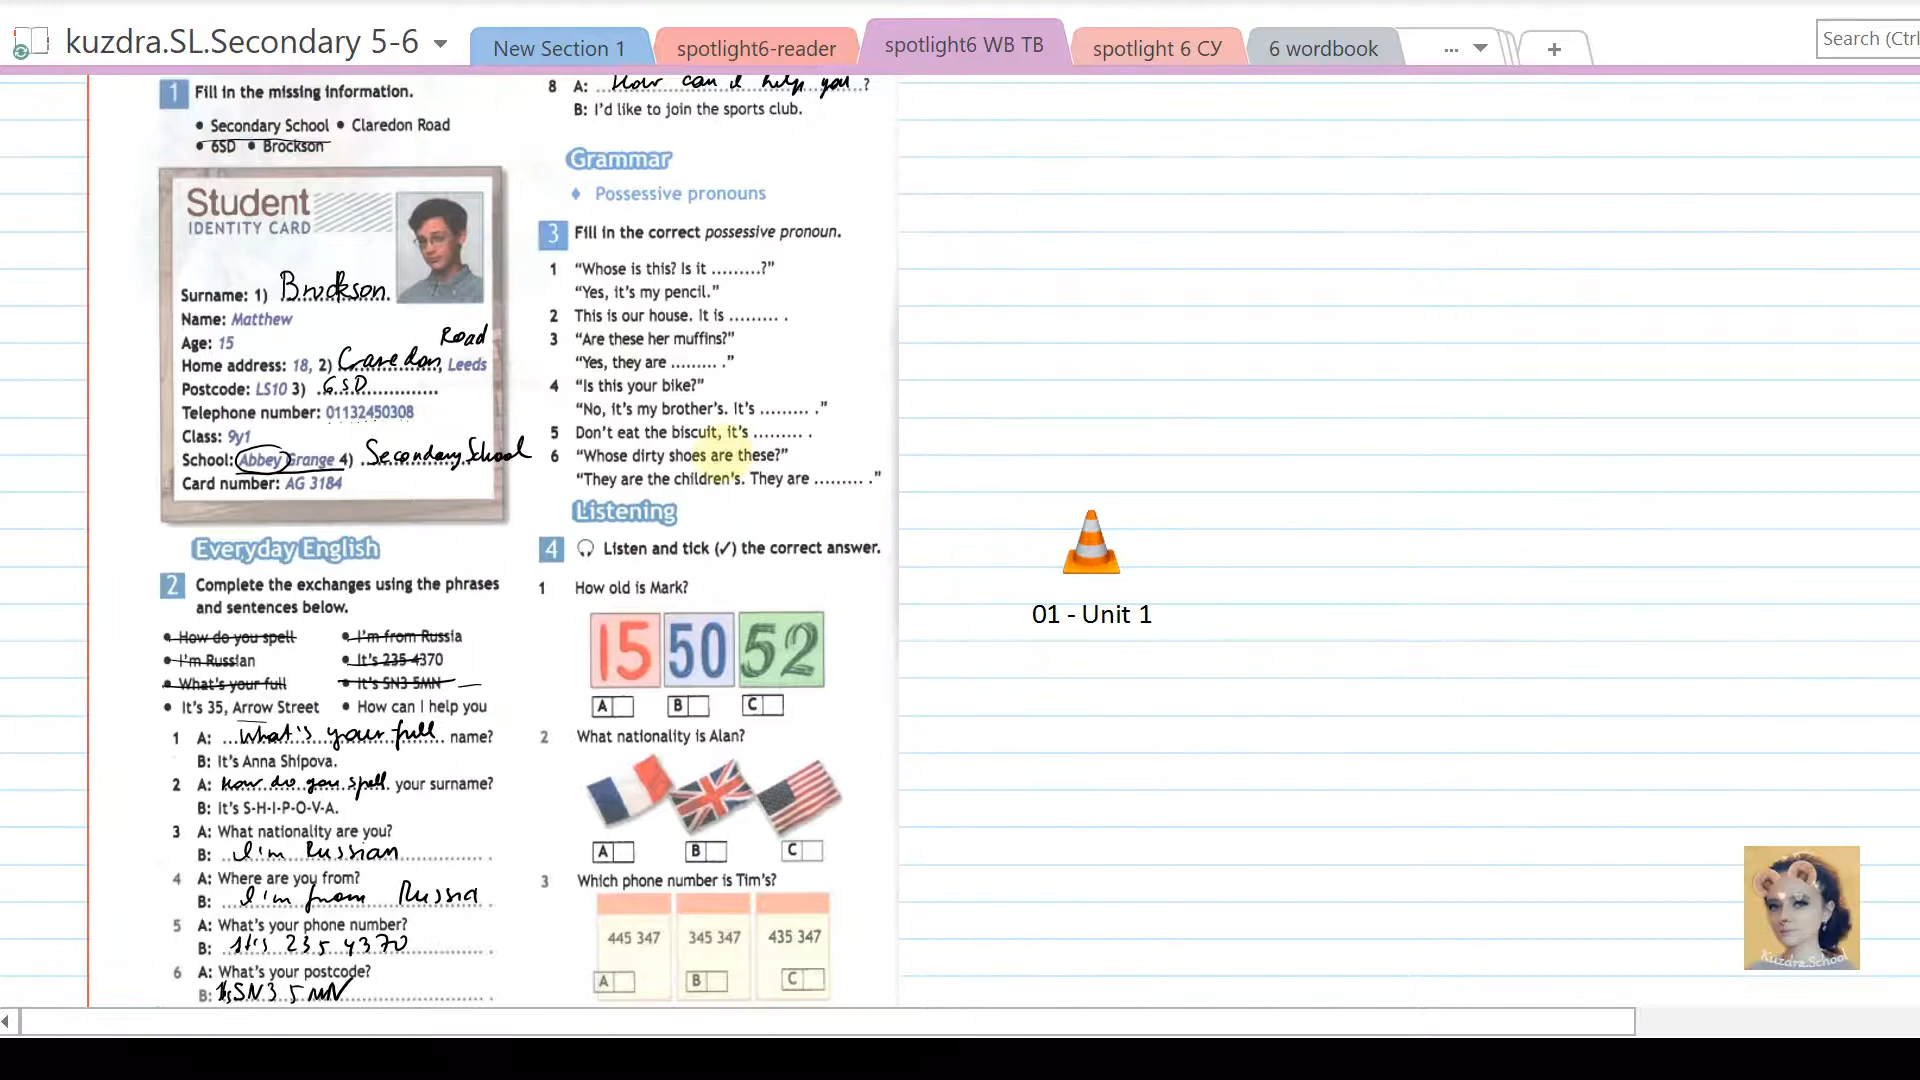 kuzdra.SL.Secondary 5-6
New Section 1
spotlight6-reader
spotlight6 WB TB
spotlight 6 СУ
6 wordbook
...
+
Search (Ctrl
1 Fill in the missing information.
• Secondary School • Claredon Road
• 6SD • Brockson
Student
IDENTITY CARD
Surname: 1) Brockson
Name: Matthew
Age: 15
Road
Home address: 18, 2) Claredon, Leeds
Postcode: LS10 3) 6SD
Telephone number: 01132450308
Class: 9y1
School: Abbey Grange 4) Secondary School
Card number: AG 3184
Everyday English
2 Complete the exchanges using the phrases
and sentences below.
• How do you spell • I'm from Russia
• I'm Russian • It's 235 4370
• What's your full • It's SN3 5MN
• It's 35, Arrow Street • How can I help you
1 A: What's your full name?
B: It's Anna Shipova.
2 A: How do you spell your surname?
B: It's S-H-I-P-O-V-A.
3 A: What nationality are you?
B: I'm Russian
4 A: Where are you from?
B: I'm from Russia
5 A: What's your phone number?
B: It's 235 4370
6 A: What's your postcode?
B: It's SN3 5MN
8 A: How can I help you?
B: I'd like to join the sports club.
Grammar
♦ Possessive pronouns
3 Fill in the correct possessive pronoun.
1 “Whose is this? Is it .........?”
“Yes, it's my pencil.”
2 This is our house. It is ......... .
3 “Are these her muffins?”
“Yes, they are ......... .”
4 “Is this your bike?”
“No, it's my brother's. It's ......... .”
5 Don't eat the biscuit, it's ......... .
6 “Whose dirty shoes are these?”
“They are the children's. They are ......... .”
Listening
4 Listen and tick (✓) the correct answer.
1 How old is Mark?
15 50 52
A B C
2 What nationality is Alan?
A B C
3 Which phone number is Tim's?
445 347 345 347 435 347
A B C
01 - Unit 1
Kuzdra.School